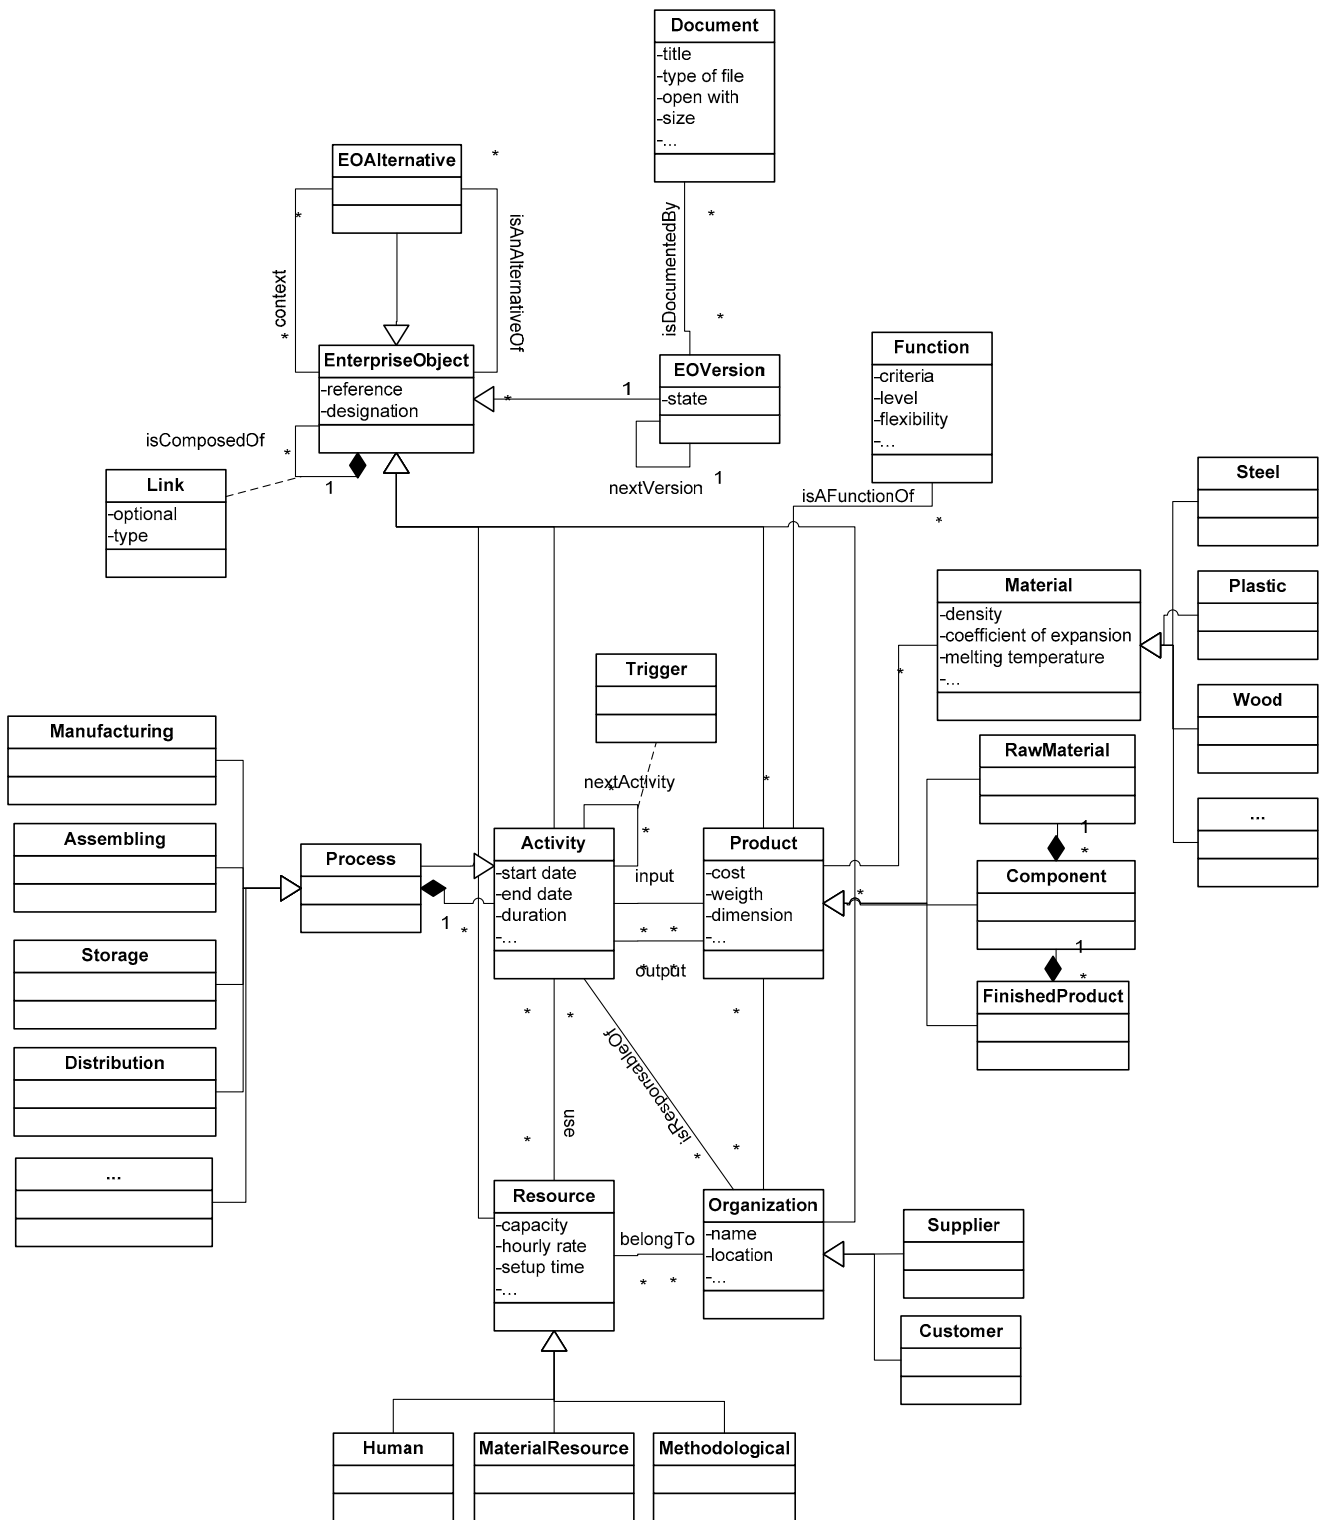 Document
-title
-type of file
-open with
-size
-...
EOAlternative
*
*
isAnAlternativeOf
isDocumentedBy
*
context
*
*
EnterpriseObject
-reference
-designation
*
1
EOVersion
-state
Function
-criteria
-level
-flexibility
-...
isComposedOf
*
1
nextVersion
1
Link
-optional
-type
isAFunctionOf
*
Steel
Material
-density
-coefficient of expansion
-melting temperature
-...
Plastic
Trigger
*
Wood
Manufacturing
RawMaterial
nextActivity
*
*
...
1
*
Assembling
Process
Activity
-start date
-end date
-duration
-...
*
input
Product
-cost
-weigth
-dimension
-...
*
Component
1
*
* *
* *
output
1
*
Storage
FinishedProduct
*
*
*
isResponsableOf
Distribution
use
*
*
*
...
Resource
-capacity
-hourly rate
-setup time
-...
belongTo
* *
Organization
-name
-location
-...
Supplier
Customer
Human
MaterialResource
Methodological